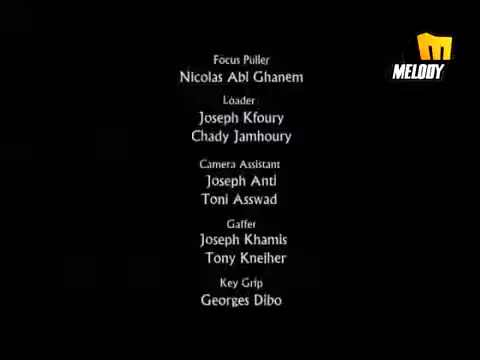 MELODY
Focus Puller
Nicolas Abi Ghanem
Loader
Joseph Kfoury
Chady Jamhoury
Camera Assistant
Joseph Anti
Toni Asswad
Gaffer
Joseph Khamis
Tony Kneiher
Key Grip
Georges Dibo